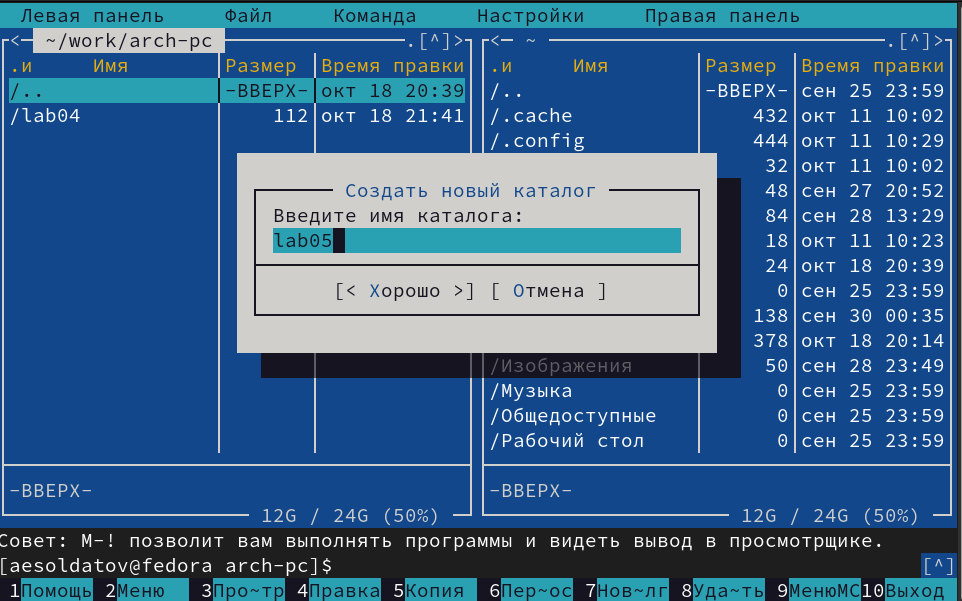 Левая панель Файл Команда Настройки Правая панель
<─ ~/work/arch-pc .[^]> <─ ~ .[^]>
.и Имя Размер Время правки .и Имя Размер Время правки
/.. -ВВЕРХ- окт 18 20:39 /.. -ВВЕРХ- сен 25 23:59
/lab04 112 окт 18 21:41 /.cache 432 окт 11 10:02
/.config 444 окт 11 10:29
32 окт 11 10:02
Создать новый каталог 48 сен 27 20:52
Введите имя каталога: 84 сен 28 13:29
lab05 18 окт 11 10:23
24 окт 18 20:39
[< Хорошо >] [ Отмена ] 0 сен 25 23:59
138 сен 30 00:35
378 окт 18 20:14
/Изображения 50 сен 28 23:49
/Музыка 0 сен 25 23:59
/Общедоступные 0 сен 25 23:59
/Рабочий стол 0 сен 25 23:59
-ВВЕРХ- -ВВЕРХ-
12G / 24G (50%) 12G / 24G (50%)
Совет: M-! позволит вам выполнять программы и видеть вывод в просмотрщике.
[aesoldatov@fedora arch-pc]$ [^]
1Помощь 2Меню 3Про~тр 4Правка 5Копия 6Пер~ос 7Нов~лг 8Уда~ть 9МенюMC 10Выход